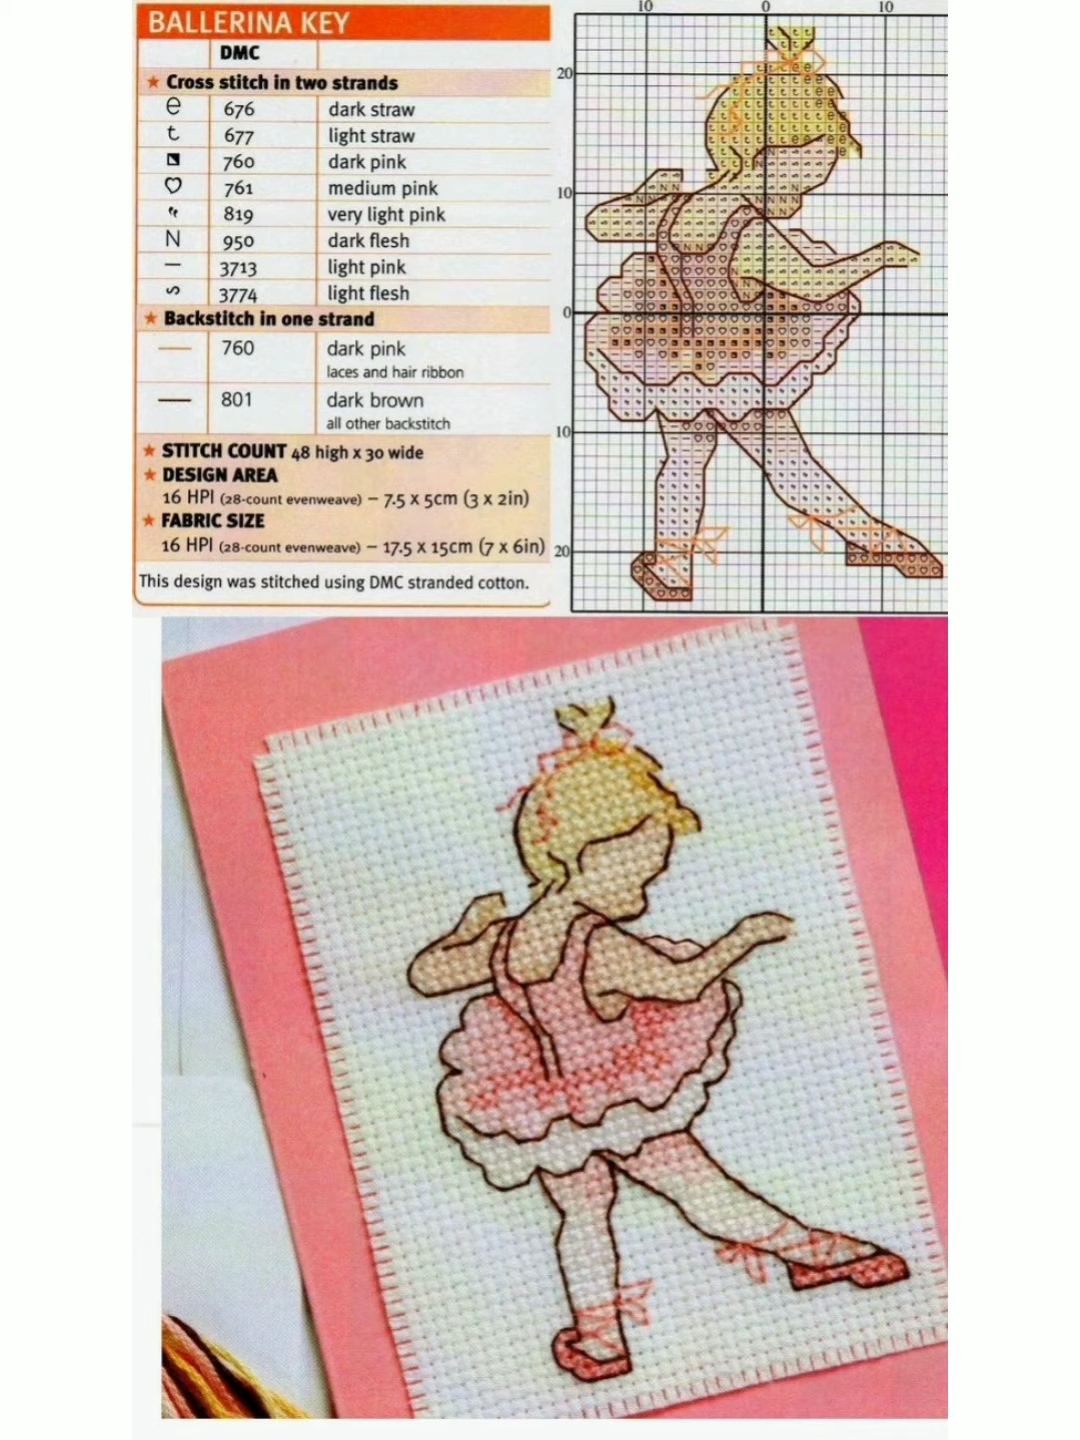 BALLERINA KEY
DMC
★ Cross stitch in two strands
e 676 dark straw
t 677 light straw
760 dark pink
♡ 761 medium pink
819 very light pink
N 950 dark flesh
— 3713 light pink
s 3774 light flesh
★ Backstitch in one strand
— 760 dark pink
laces and hair ribbon
— 801 dark brown
all other backstitch
★ STITCH COUNT 48 high x 30 wide
★ DESIGN AREA
16 HPI (28-count evenweave) – 7.5 x 5cm (3 x 2in)
★ FABRIC SIZE
16 HPI (28-count evenweave) – 17.5 x 15cm (7 x 6in)
This design was stitched using DMC stranded cotton.
10 0 10
20
10
0
10
20